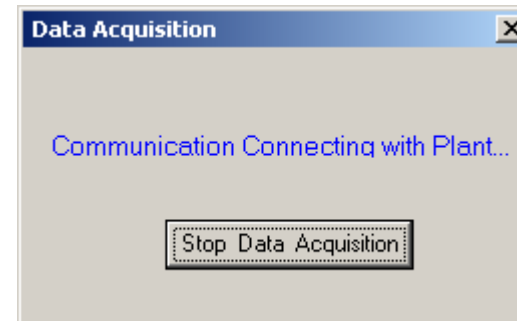 Data Acquisition
Communication Connecting with Plant...
Stop Data Acquisition